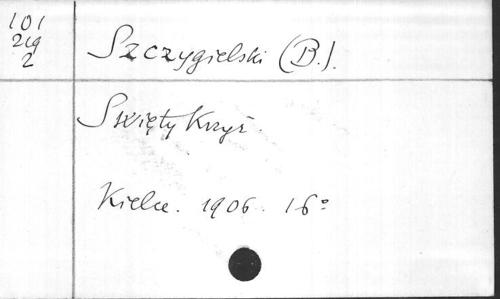 101
219
2
Szczygielski (B.).
Święty Krzyż.
Kielce. 1906. 16°